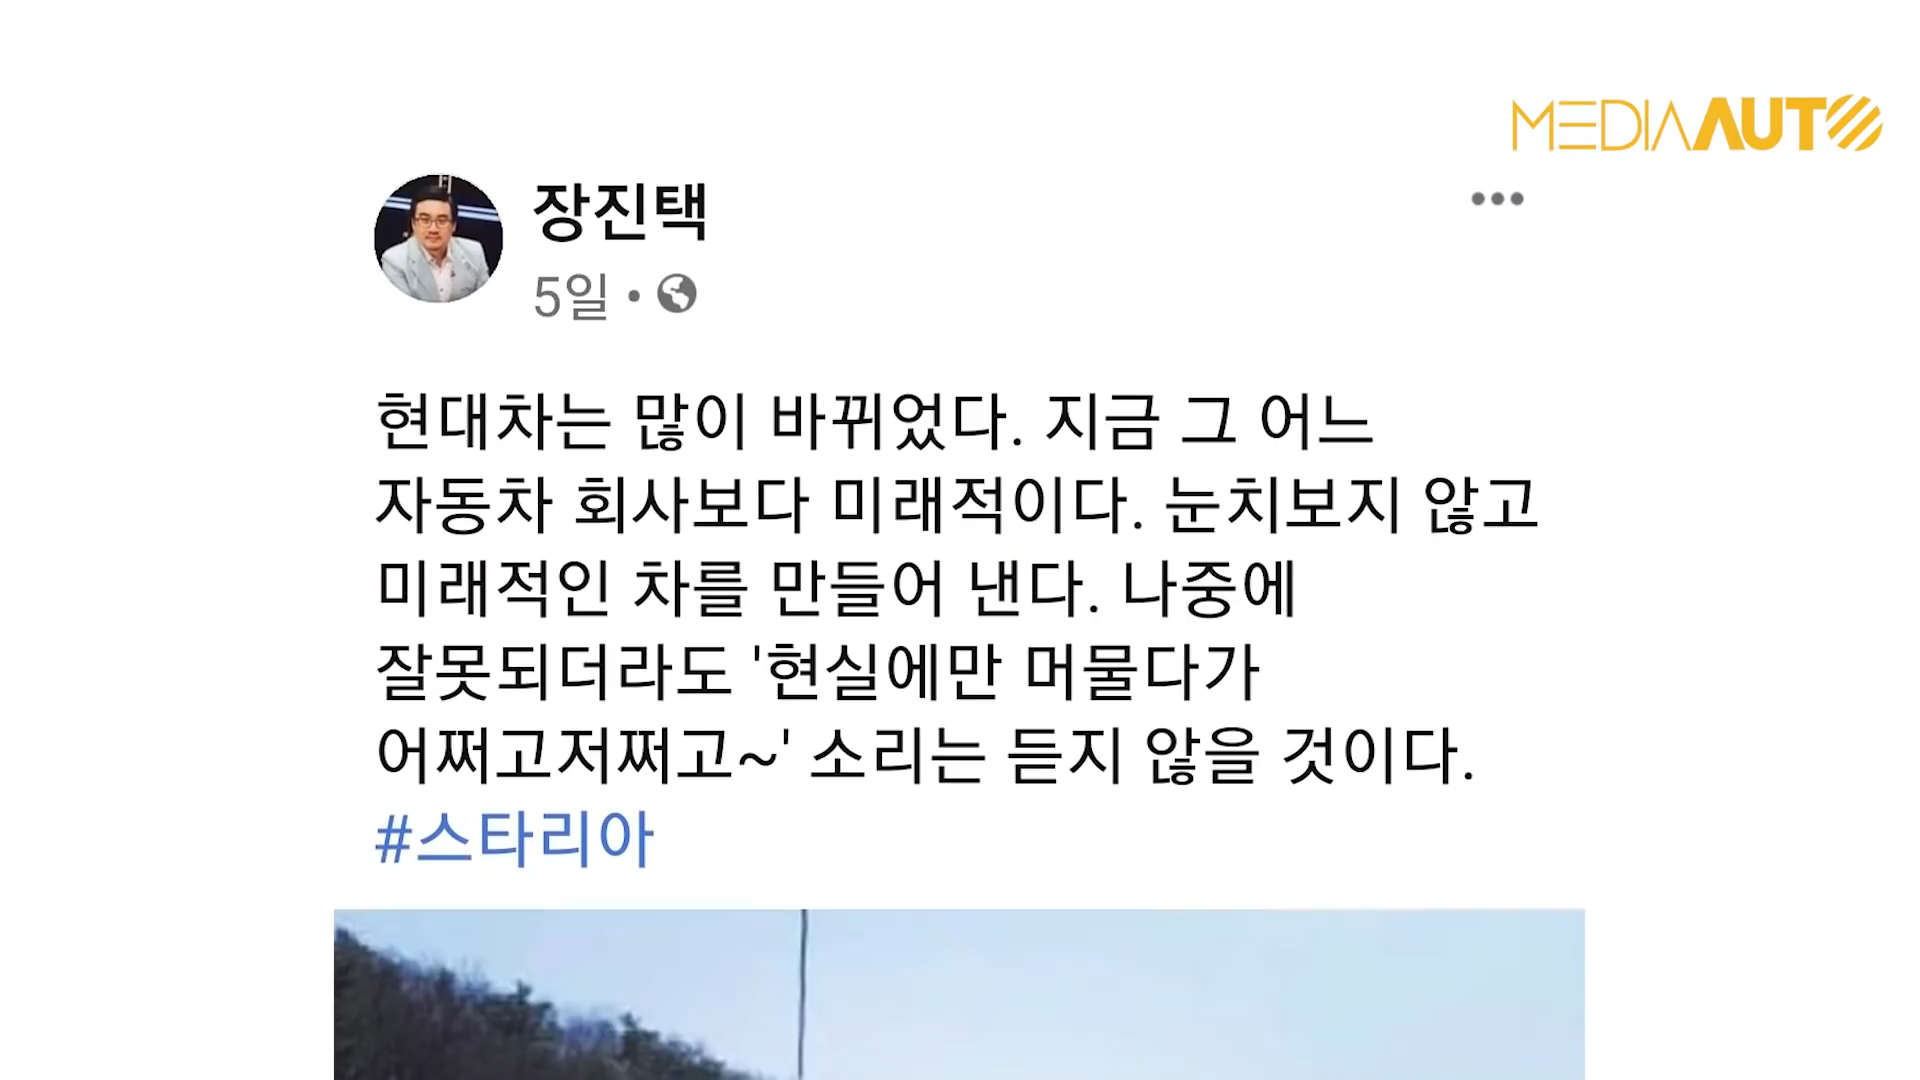 MEDIAAUTO
장진택
5일
현대차는 많이 바뀌었다. 지금 그 어느
자동차 회사보다 미래적이다. 눈치보지 않고
미래적인 차를 만들어 낸다. 나중에
잘못되더라도 '현실에만 머물다가
어쩌고저쩌고~' 소리는 듣지 않을 것이다.
#스타리아